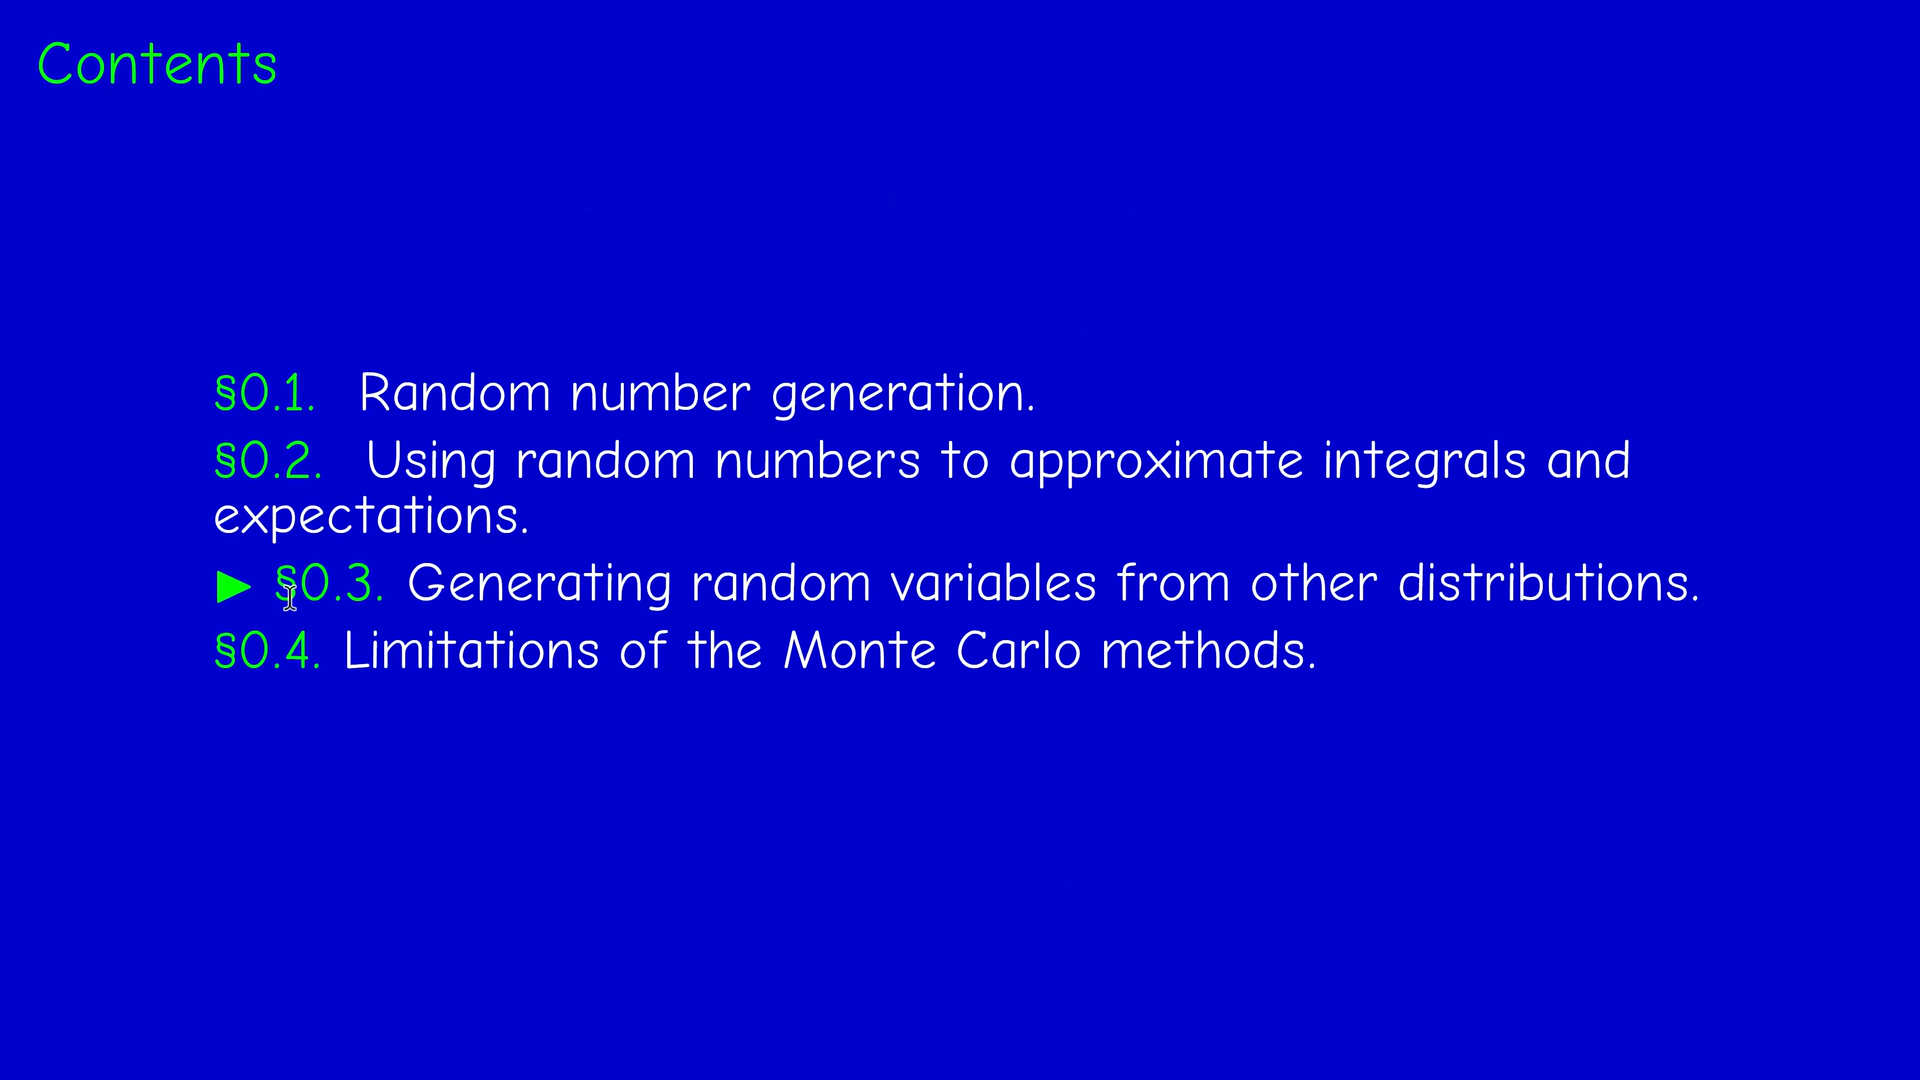 Contents
§0.1. Random number generation.
§0.2. Using random numbers to approximate integrals and
expectations.
▶ §0.3. Generating random variables from other distributions.
§0.4. Limitations of the Monte Carlo methods.